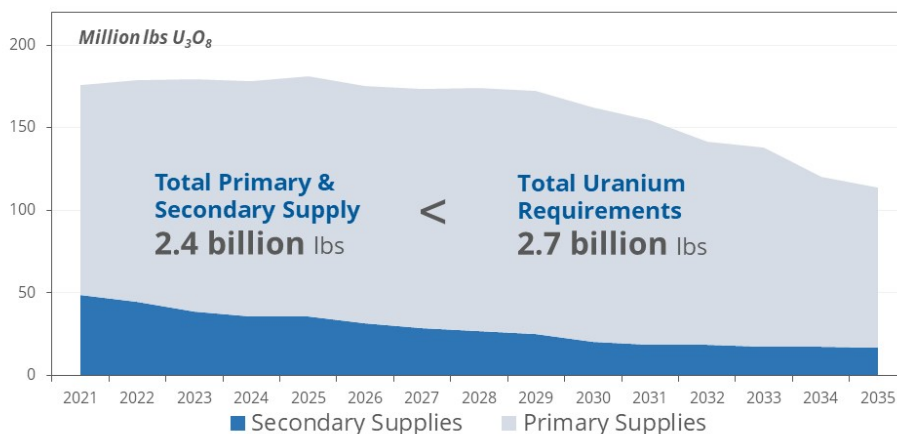 Million lbs U₃O₈
200
150
100
50
0
Total Primary &
Secondary Supply
2.4 billion lbs
<
Total Uranium
Requirements
2.7 billion lbs
2021 2022 2023 2024 2025 2026 2027 2028 2029 2030 2031 2032 2033 2034 2035
Secondary Supplies Primary Supplies